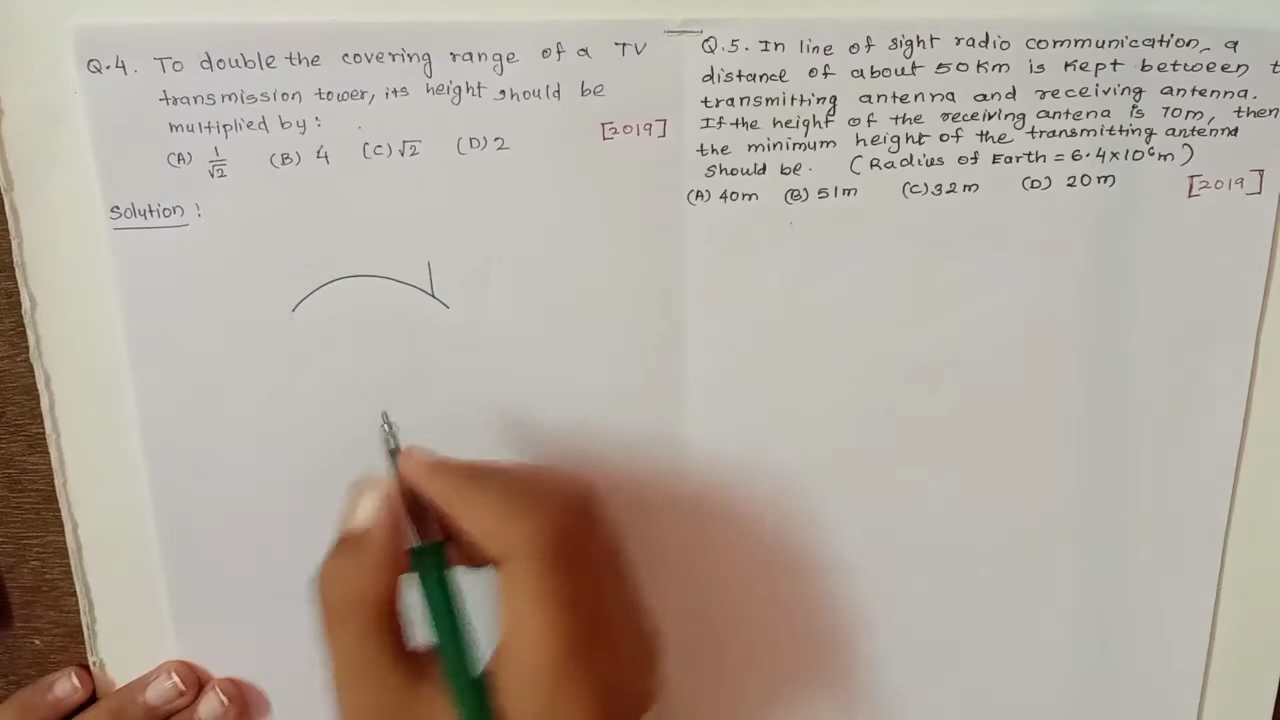 Q.4. To double the covering range of a TV
transmission tower, its height should be
multiplied by:
[2019]
(A) 1/√2 (B) 4 (C) √2 (D) 2
Solution:
Q.5. In line of sight radio communication, a
distance of about 50km is kept between t
transmitting antenna and receiving antenna.
If the height of the receiving antena is 70m, then
the minimum height of the transmitting antenna
should be. (Radius of Earth = 6.4×10⁶m)
(A) 40m (B) 51m (C) 32m (D) 20m [2019]